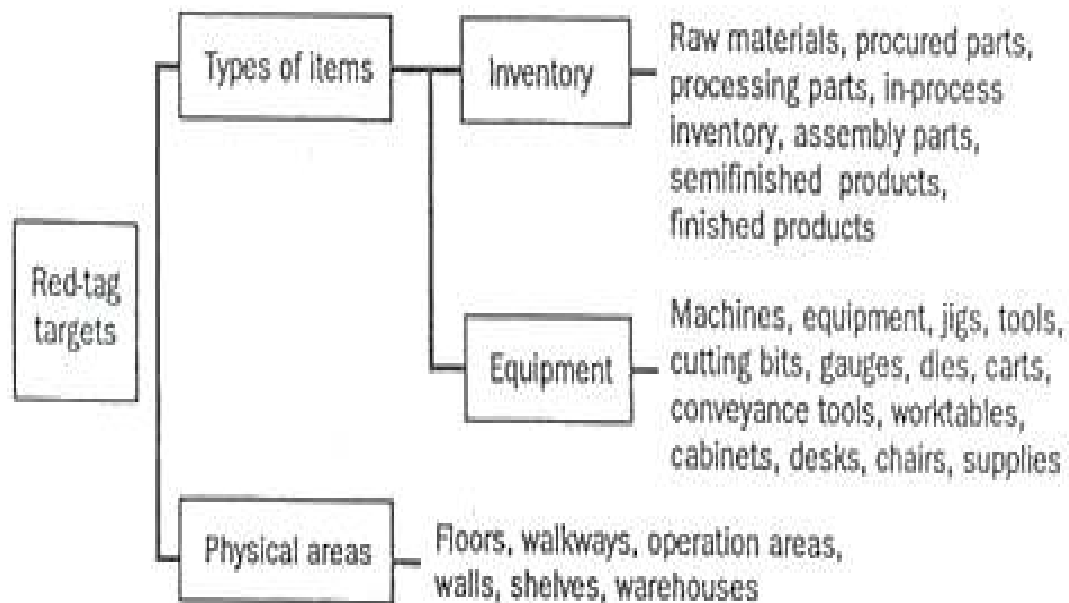 Red-tag
targets
Types of items
Inventory
Raw materials, procured parts,
processing parts, in-process
inventory, assembly parts,
semifinished products,
finished products
Equipment
Machines, equipment, jigs, tools,
cutting bits, gauges, dies, carts,
conveyance tools, worktables,
cabinets, desks, chairs, supplies
Physical areas
Floors, walkways, operation areas,
walls, shelves, warehouses